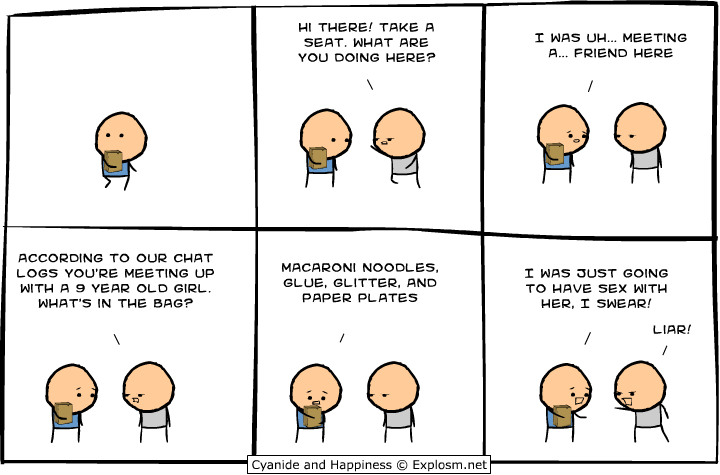 HI THERE! TAKE A
SEAT. WHAT ARE
YOU DOING HERE?
I WAS UH... MEETING
A... FRIEND HERE
ACCORDING TO OUR CHAT
LOGS YOU'RE MEETING UP
WITH A 9 YEAR OLD GIRL.
WHAT'S IN THE BAG?
MACARONI NOODLES,
GLUE, GLITTER, AND
PAPER PLATES
I WAS JUST GOING
TO HAVE SEX WITH
HER, I SWEAR!
LIAR!
Cyanide and Happiness © Explosm.net